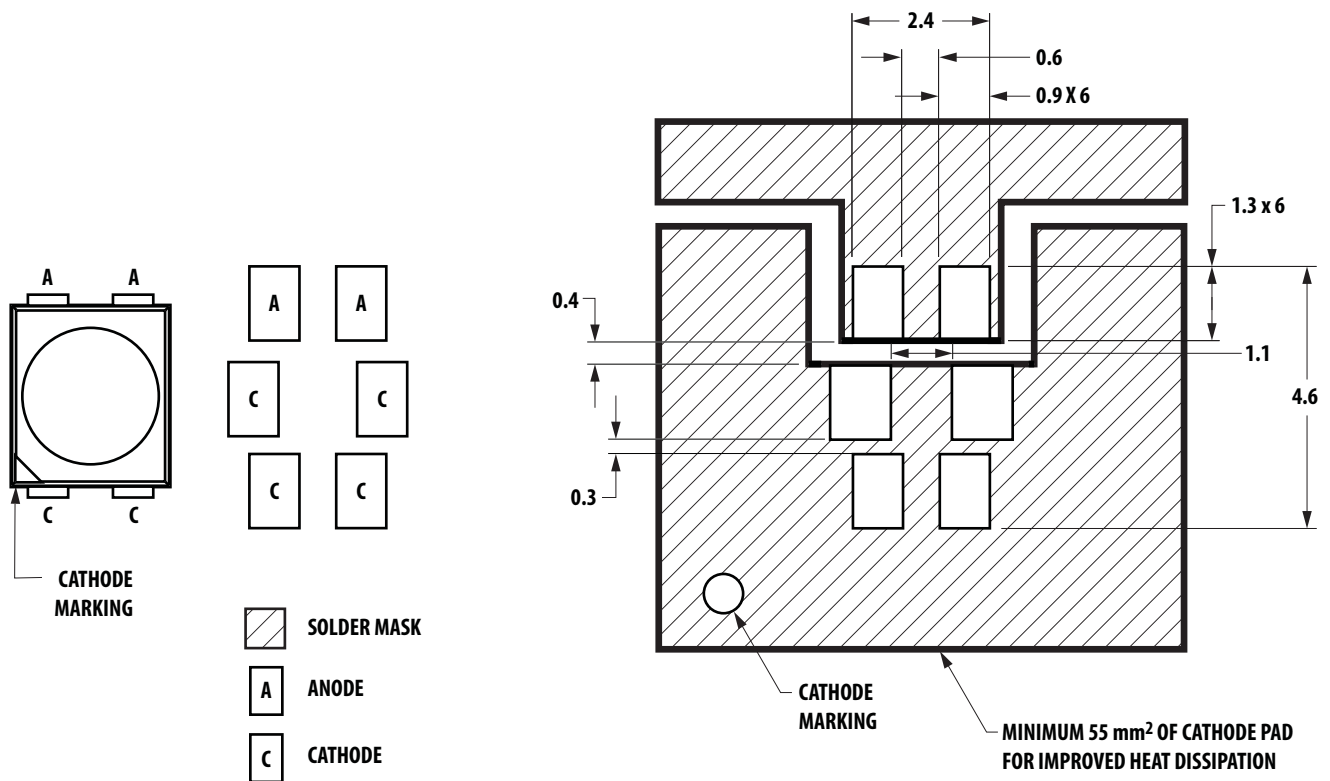 2.4
0.6
0.9 X 6
1.3 x 6
0.4
1.1
4.6
0.3
A A
C C
CATHODE
MARKING
A A
C C
C C
SOLDER MASK
A ANODE
C CATHODE
CATHODE
MARKING
MINIMUM 55 mm² OF CATHODE PAD
FOR IMPROVED HEAT DISSIPATION